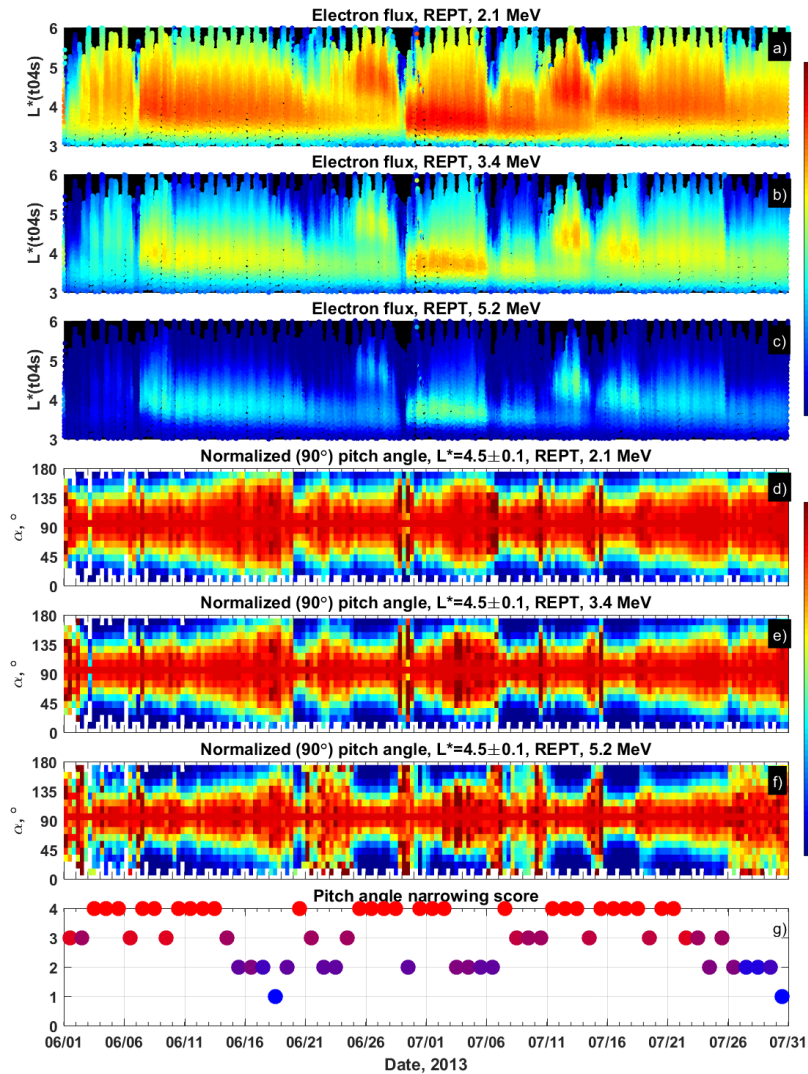 Electron flux, REPT, 2.1 MeV
6
5
4
3
L*(t04s)
a)
Electron flux, REPT, 3.4 MeV
6
5
4
3
L*(t04s)
b)
Electron flux, REPT, 5.2 MeV
6
5
4
3
L*(t04s)
c)
Normalized (90°) pitch angle, L*=4.5±0.1, REPT, 2.1 MeV
180
135
90
45
0
α, °
d)
Normalized (90°) pitch angle, L*=4.5±0.1, REPT, 3.4 MeV
180
135
90
45
0
α, °
e)
Normalized (90°) pitch angle, L*=4.5±0.1, REPT, 5.2 MeV
180
135
90
45
0
α, °
f)
Pitch angle narrowing score
4
3
2
1
0
g)
06/01 06/06 06/11 06/16 06/21 06/26 07/01 07/06 07/11 07/16 07/21 07/26 07/31
Date, 2013